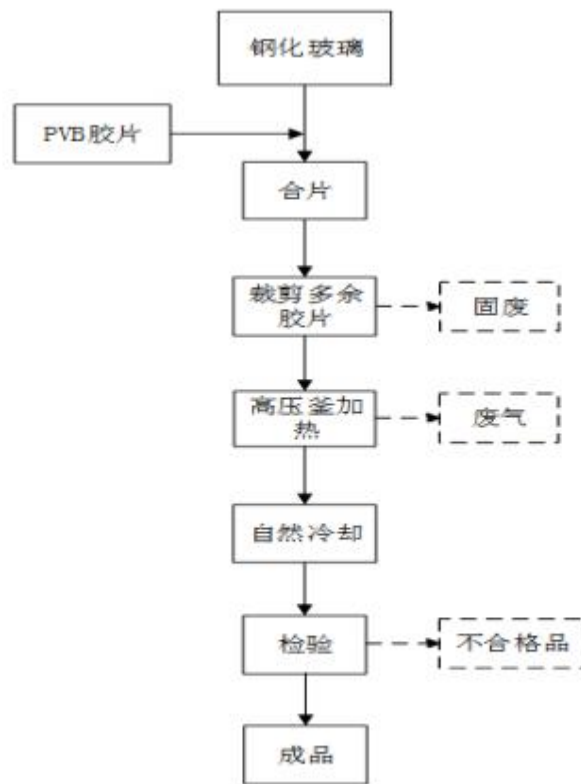 钢化玻璃
PVB胶片
合片
裁剪多余
胶片
固废
高压釜加
热
废气
自然冷却
检验
不合格品
成品